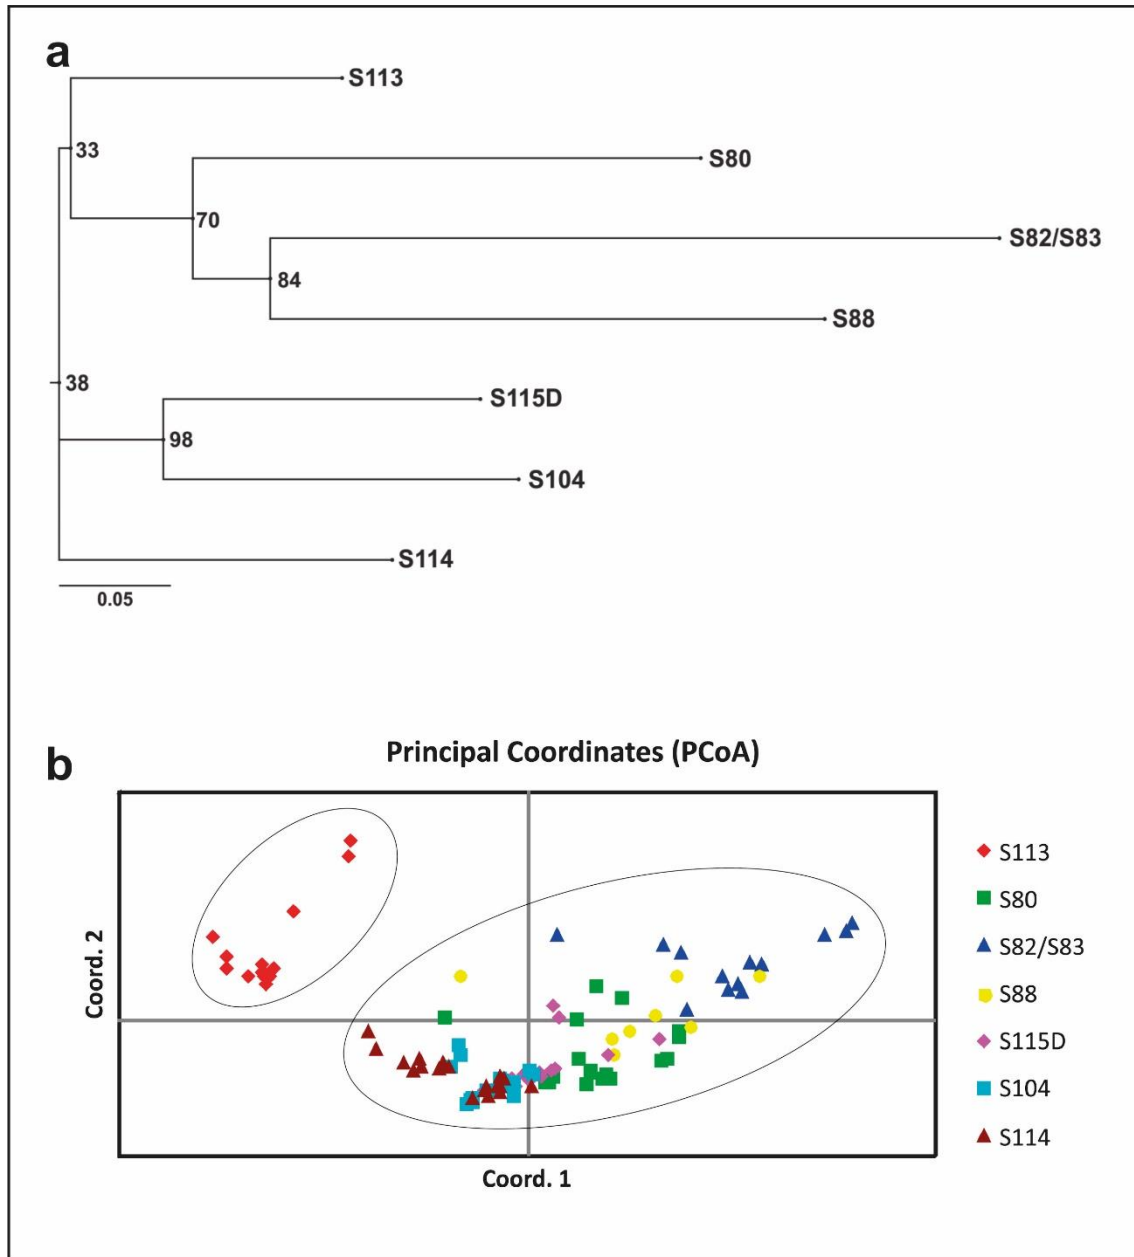 a
S113
33
S80
70
S82/S83
84
S88
38
S115D
98
S104
S114
0.05
b
Principal Coordinates (PCoA)
Coord. 2
S113
S80
S82/S83
S88
S115D
S104
S114
Coord. 1